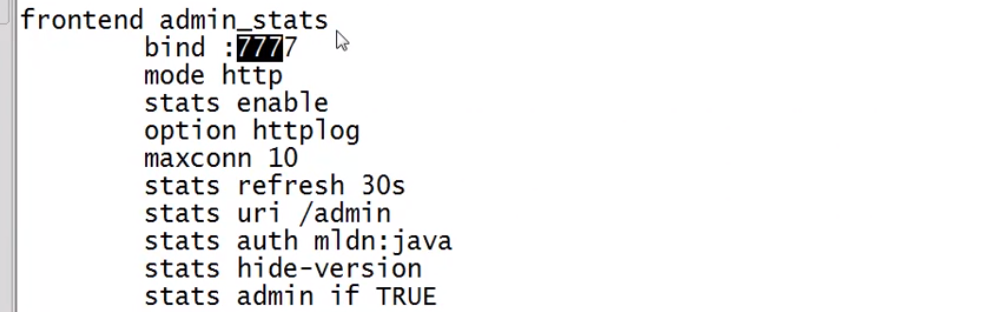 frontend admin_stats
bind :7777
mode http
stats enable
option httplog
maxconn 10
stats refresh 30s
stats uri /admin
stats auth mldn:java
stats hide-version
stats admin if TRUE